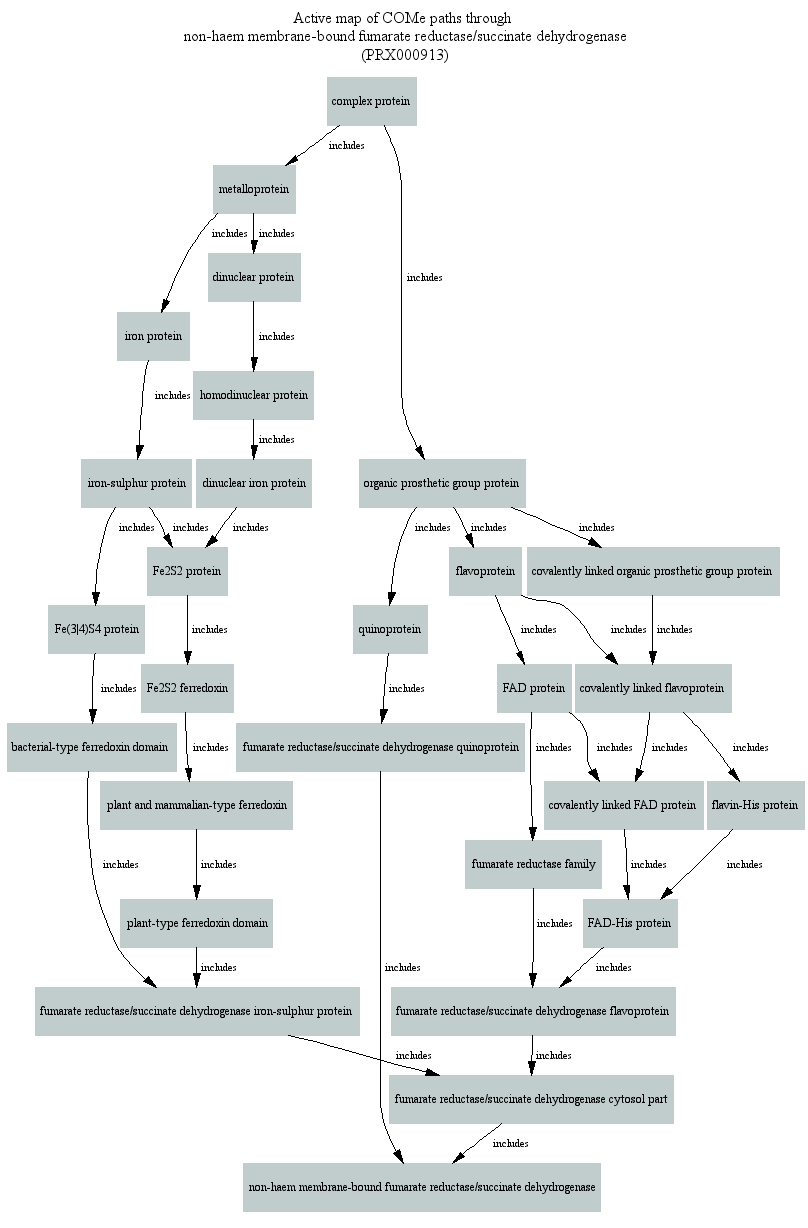 Active map of COMe paths through
non-haem membrane-bound fumarate reductase/succinate dehydrogenase
(PRX000913)
complex protein
includes
metalloprotein
includes
includes
dinuclear protein
includes
iron protein
includes
includes
homodinuclear protein
includes
iron-sulphur protein
dinuclear iron protein
organic prosthetic group protein
includes
includes
includes
includes
includes
includes
Fe2S2 protein
flavoprotein
covalently linked organic prosthetic group protein
Fe(3|4)S4 protein
includes
quinoprotein
includes
includes
includes
includes
Fe2S2 ferredoxin
includes
FAD protein
covalently linked flavoprotein
bacterial-type ferredoxin domain
includes
fumarate reductase/succinate dehydrogenase quinoprotein
includes
includes
includes
includes
plant and mammalian-type ferredoxin
covalently linked FAD protein
flavin-His protein
includes
includes
fumarate reductase family
includes
includes
plant-type ferredoxin domain
includes
FAD-His protein
includes
includes
includes
fumarate reductase/succinate dehydrogenase iron-sulphur protein
fumarate reductase/succinate dehydrogenase flavoprotein
includes
includes
fumarate reductase/succinate dehydrogenase cytosol part
includes
non-haem membrane-bound fumarate reductase/succinate dehydrogenase